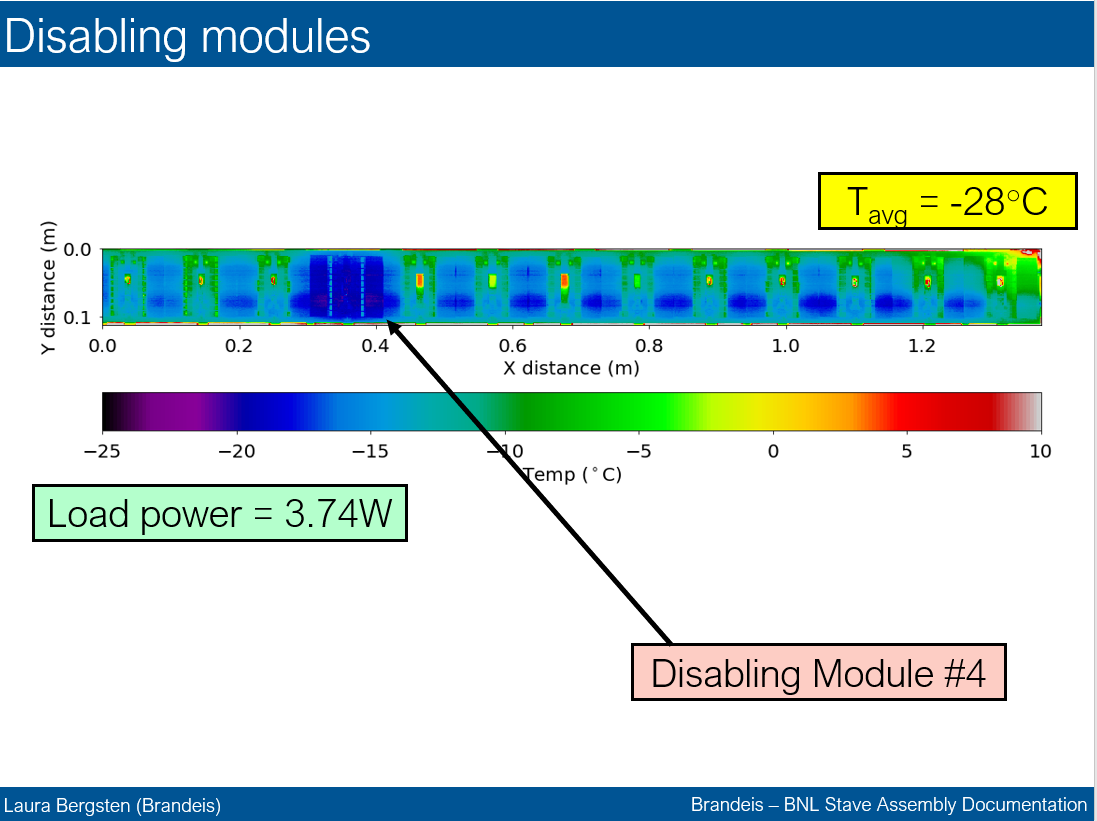 Disabling modules
T_avg = -28°C
Y distance (m)
0.0
0.1
0.0 0.2 0.4 0.6 0.8 1.0 1.2
X distance (m)
−25 −20 −15 −10 −5 0 5 10
Temp (°C)
Load power = 3.74W
Disabling Module #4
Laura Bergsten (Brandeis)
Brandeis – BNL Stave Assembly Documentation